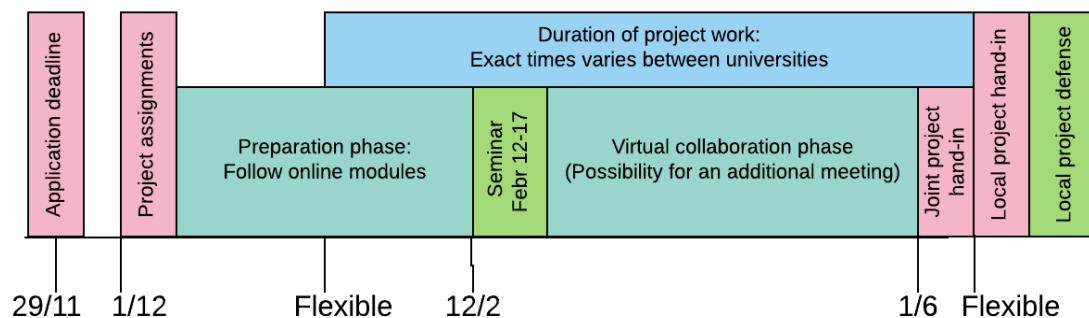 Application deadline
Project assignments
Duration of project work:
Exact times varies between universities
Preparation phase:
Follow online modules
Seminar
Febr 12-17
Virtual collaboration phase
(Possibility for an additional meeting)
Joint project
hand-in
Local project hand-in
Local project defense
29/11
1/12
Flexible
12/2
1/6
Flexible